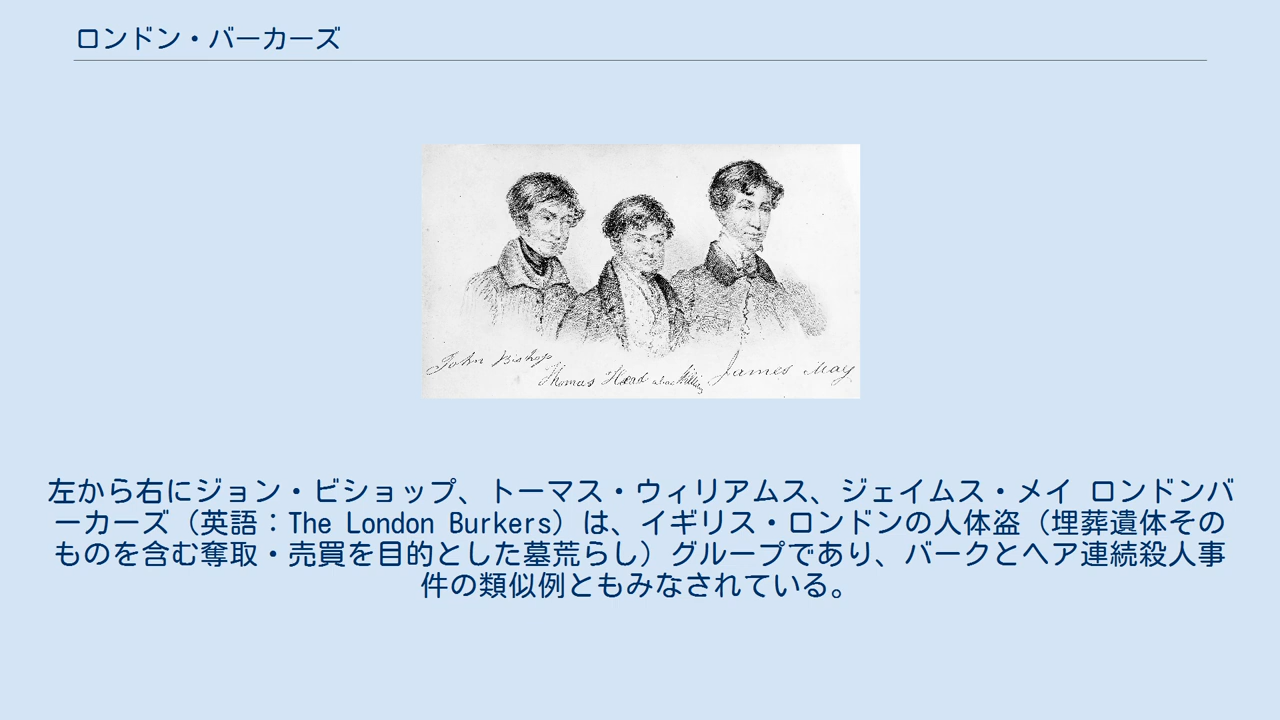 ロンドン・バーカーズ
John Bishop
Thomas Head alias Williams
James May
左から右にジョン・ビショップ、トーマス・ウィリアムス、ジェイムス・メイ ロンドンバ
ーカーズ（英語：The London Burkers）は、イギリス・ロンドンの人体盗（埋葬遺体その
ものを含む奪取・売買を目的とした墓荒らし）グループであり、バークとヘア連続殺人事
件の類似例ともみなされている。